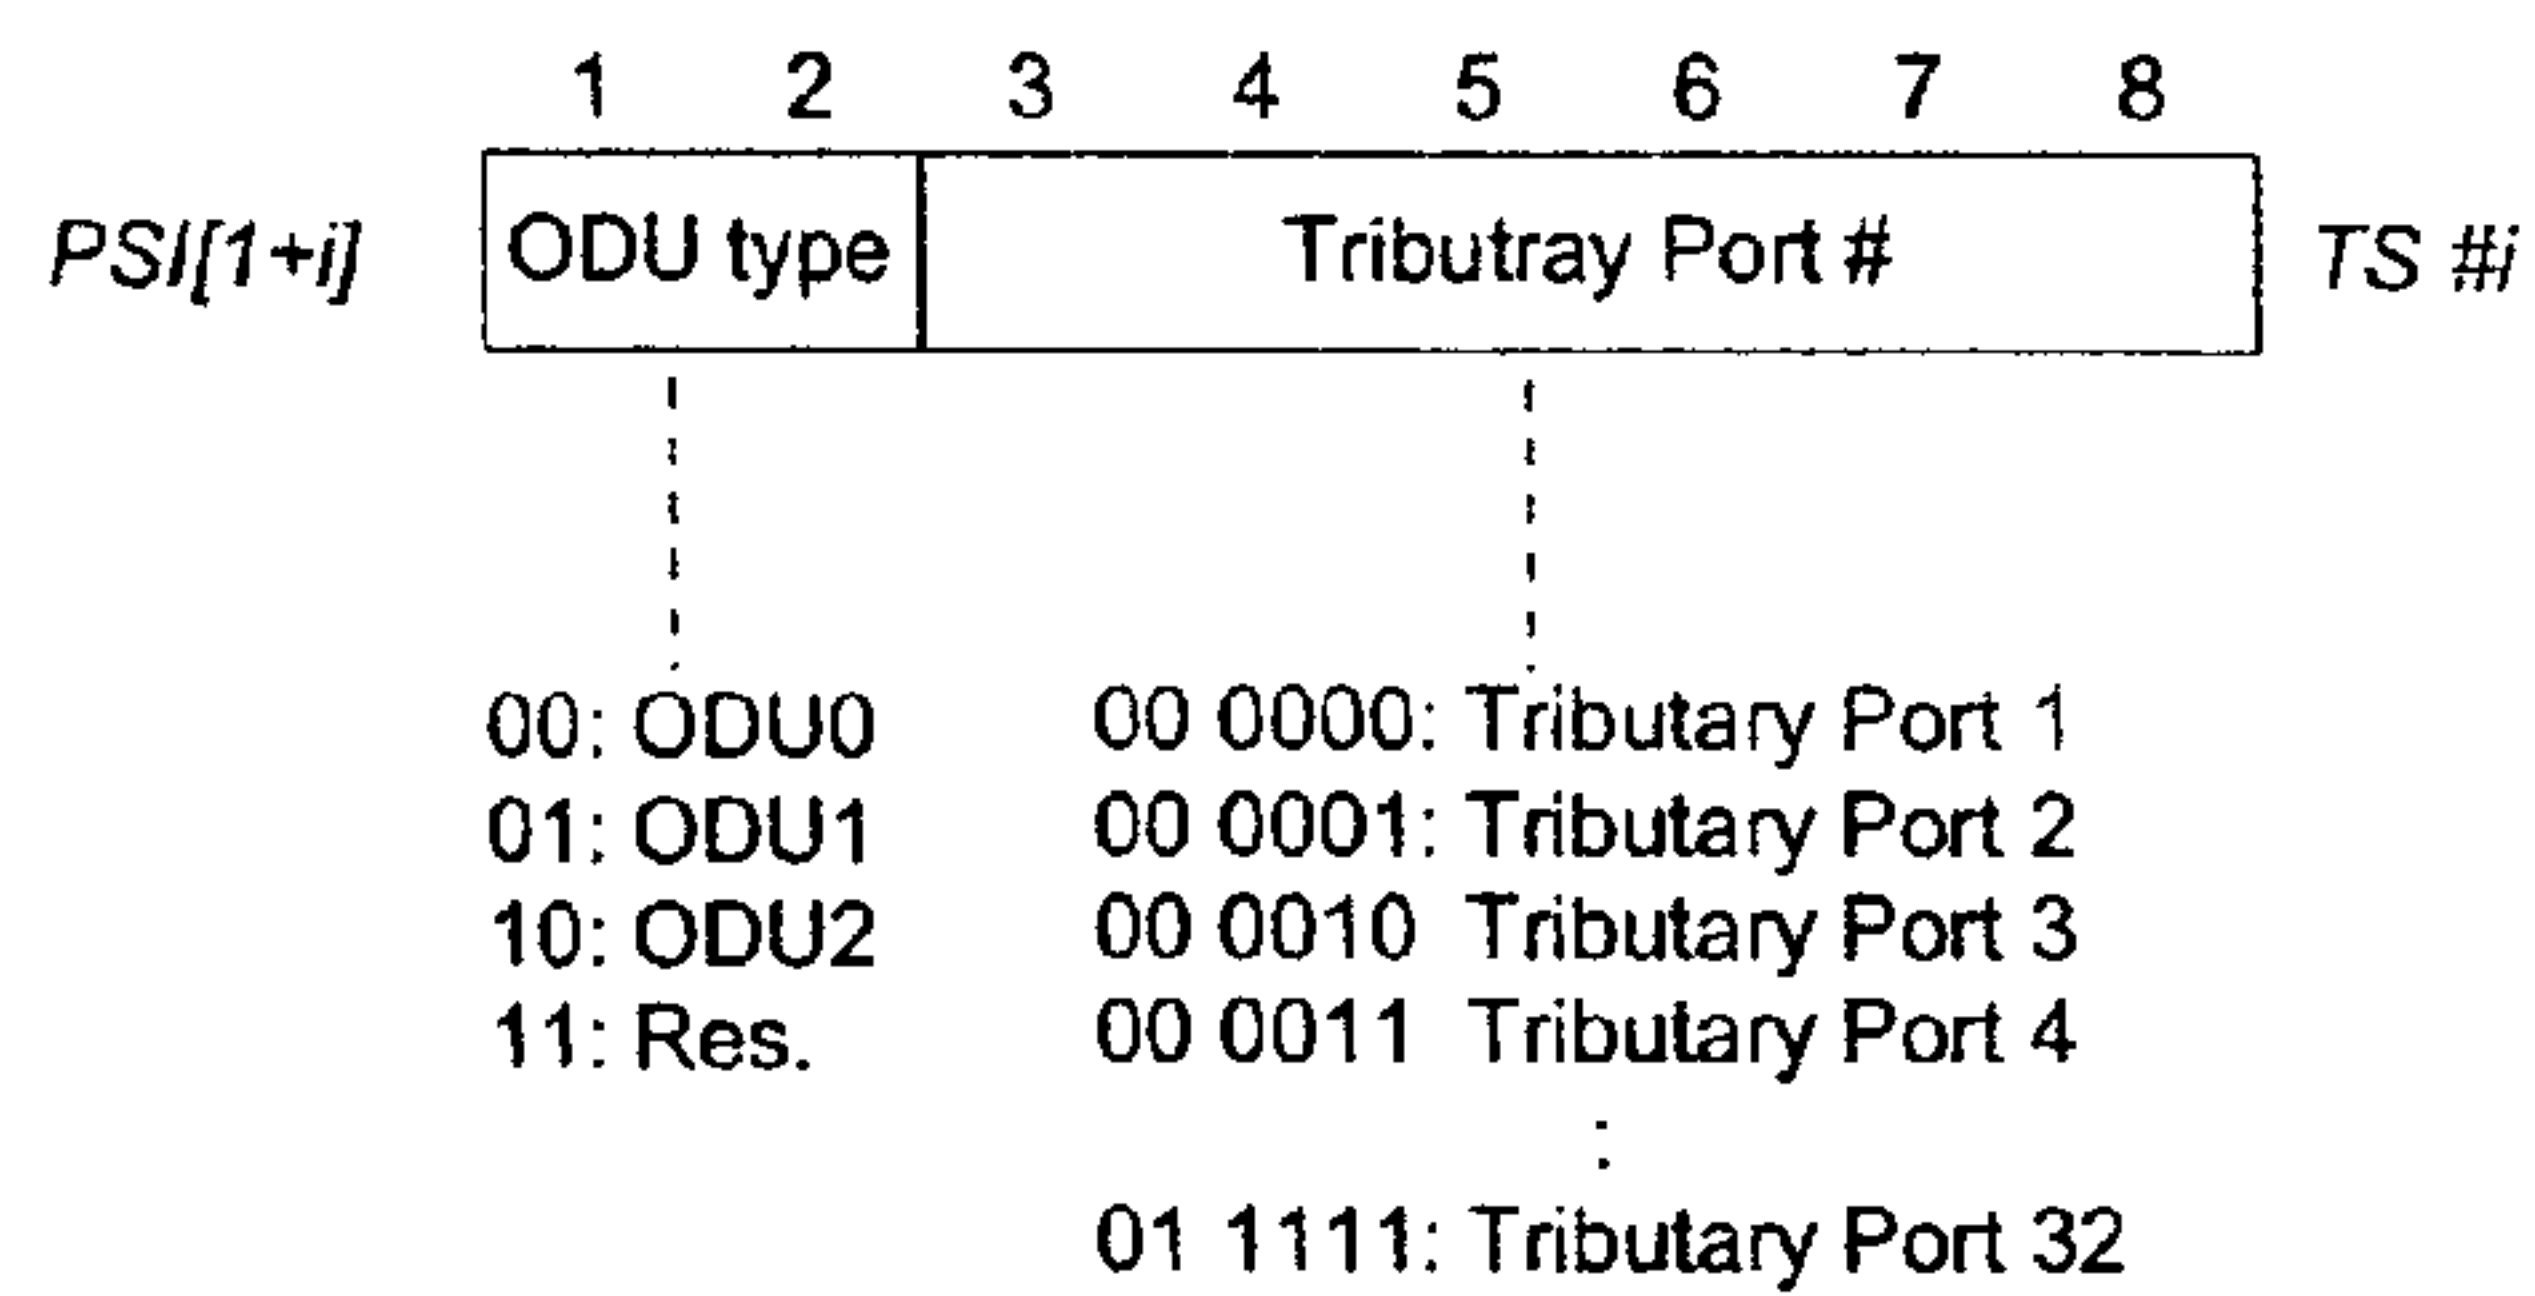 1 2 3 4 5 6 7 8
PSI[1+i] ODU type Tributray Port # TS #i
00: ODU0 00 0000: Tributary Port 1
01: ODU1 00 0001: Tributary Port 2
10: ODU2 00 0010 Tributary Port 3
11: Res. 00 0011 Tributary Port 4
:
01 1111: Tributary Port 32